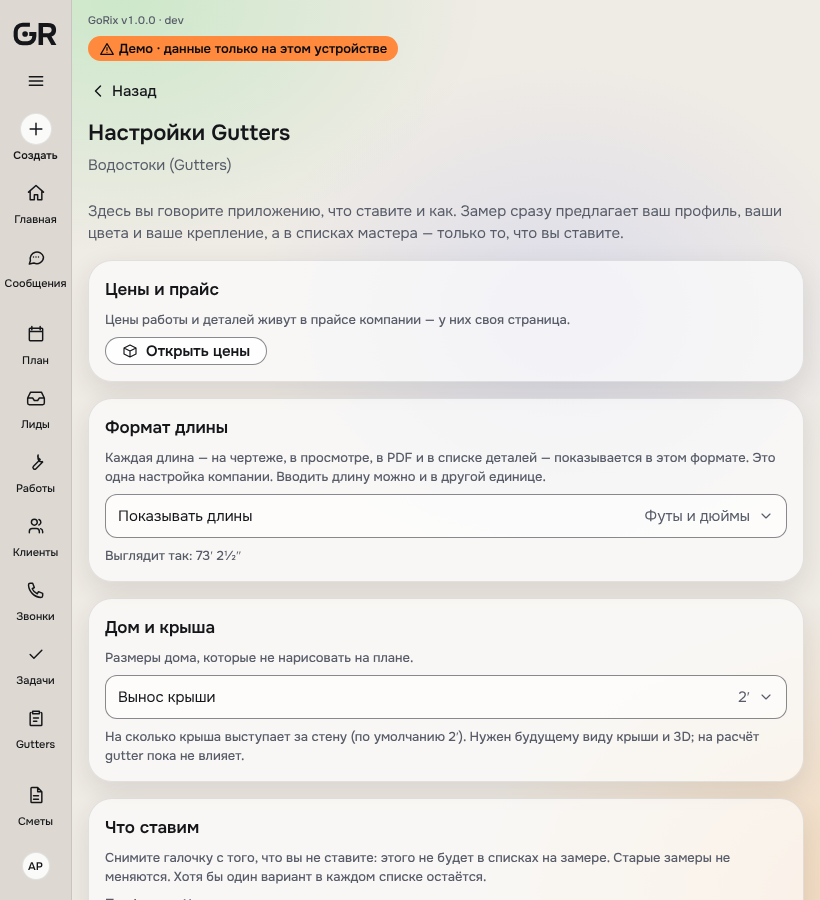 GR
GoRix v1.0.0 · dev
Демо · данные только на этом устройстве
Назад
Настройки Gutters
Водостоки (Gutters)
Здесь вы говорите приложению, что ставите и как. Замер сразу предлагает ваш профиль, ваши
цвета и ваше крепление, а в списках мастера — только то, что вы ставите.
Создать
Главная
Сообщения
План
Лиды
Работы
Клиенты
Звонки
Задачи
Gutters
Сметы
AP
Цены и прайс
Цены работы и деталей живут в прайсе компании — у них своя страница.
Открыть цены
Формат длины
Каждая длина — на чертеже, в просмотре, в PDF и в списке деталей — показывается в этом формате. Это
одна настройка компании. Вводить длину можно и в другой единице.
Показывать длины Футы и дюймы
Выглядит так: 73′ 2½″
Дом и крыша
Размеры дома, которые не нарисовать на плане.
Вынос крыши 2′
На сколько крыша выступает за стену (по умолчанию 2′). Нужен будущему виду крыши и 3D; на расчёт
gutter пока не влияет.
Что ставим
Снимите галочку с того, что вы не ставите: этого не будет в списках на замере. Старые замеры не
меняются. Хотя бы один вариант в каждом списке остаётся.